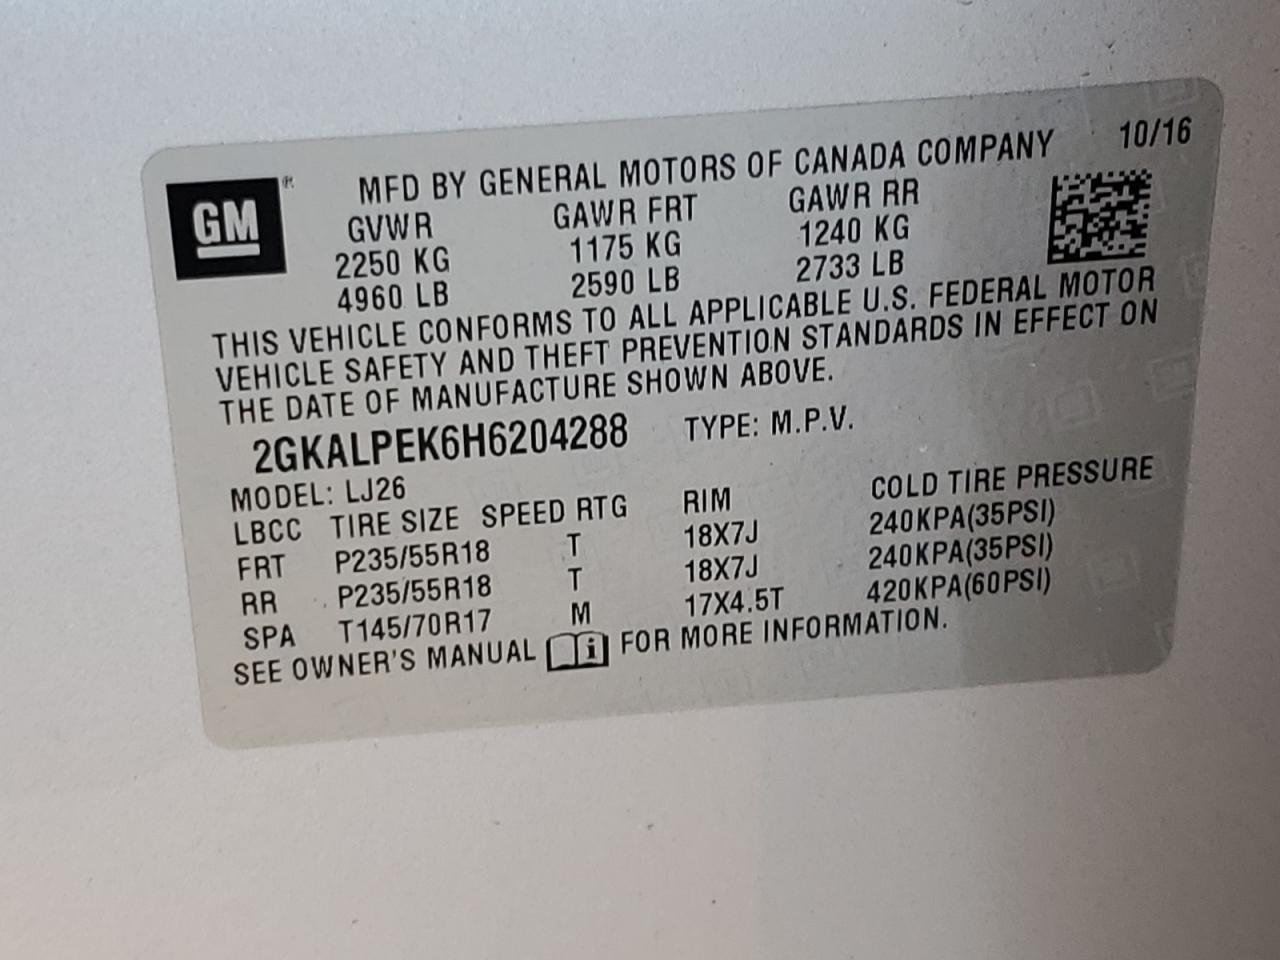 GM ®
MFD BY GENERAL MOTORS OF CANADA COMPANY 10/16
GVWR GAWR FRT GAWR RR
2250 KG 1175 KG 1240 KG
4960 LB 2590 LB 2733 LB
THIS VEHICLE CONFORMS TO ALL APPLICABLE U.S. FEDERAL MOTOR
VEHICLE SAFETY AND THEFT PREVENTION STANDARDS IN EFFECT ON
THE DATE OF MANUFACTURE SHOWN ABOVE.
2GKALPEK6H6204288 TYPE: M.P.V.
MODEL: LJ26
LBCC TIRE SIZE SPEED RTG RIM COLD TIRE PRESSURE
FRT P235/55R18 T 18X7J 240KPA(35PSI)
RR P235/55R18 T 18X7J 240KPA(35PSI)
SPA T145/70R17 M 17X4.5T 420KPA(60PSI)
SEE OWNER'S MANUAL i FOR MORE INFORMATION.